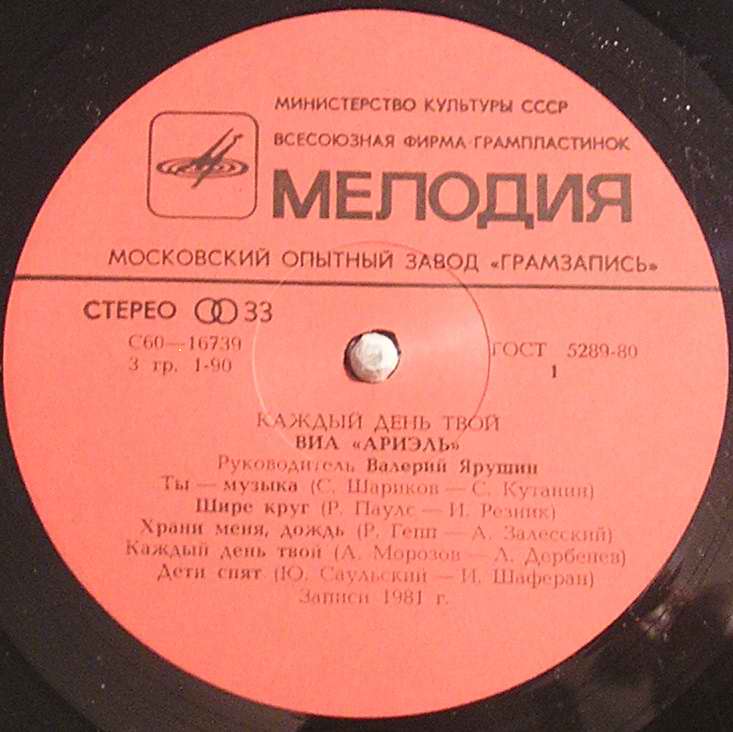 МИНИСТЕРСТВО КУЛЬТУРЫ СССР
ВСЕСОЮЗНАЯ ФИРМА ГРАМПЛАСТИНОК
МЕЛОДИЯ
МОСКОВСКИЙ ОПЫТНЫЙ ЗАВОД «ГРАМЗАПИСЬ»
СТЕРЕО 33
С60—16739
3 гр. 1-90
ГОСТ 5289-80
1
КАЖДЫЙ ДЕНЬ ТВОЙ
ВИА «АРИЭЛЬ»
Руководитель Валерий Ярушин
Ты — музыка (С. Шариков — С. Кутанин)
Шире круг (Р. Паулс — И. Резник)
Храни меня, дождь (Р. Гепп — А. Залесский)
Каждый день твой (А. Морозов — Л. Дербенев)
Дети спят (Ю. Саульский — И. Шаферан)
Записи 1981 г.